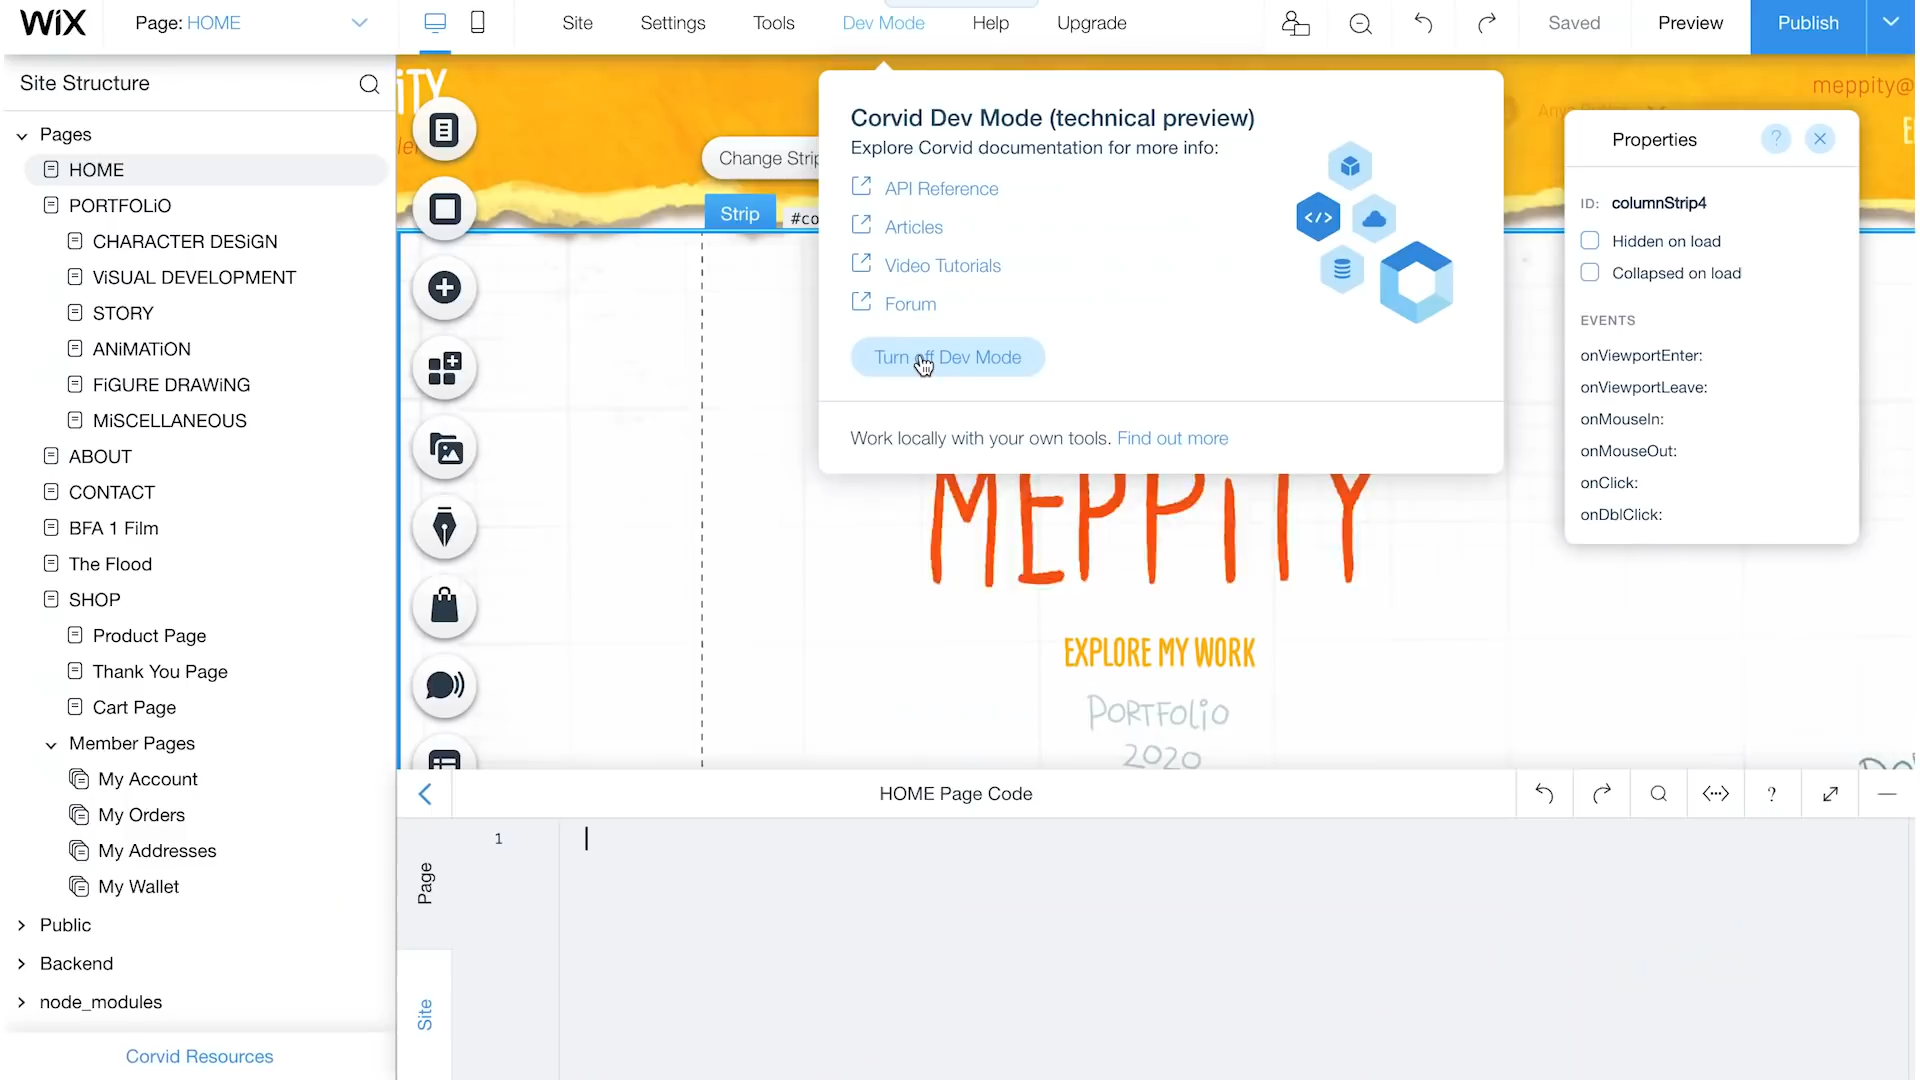 WiX
Page: HOME
Site
Settings
Tools
Dev Mode
Help
Upgrade
Saved
Preview
Publish
Site Structure
Pages
HOME
PORTFOLiO
CHARACTER DESiGN
ViSUAL DEVELOPMENT
STORY
ANiMATiON
FiGURE DRAWiNG
MiSCELLANEOUS
ABOUT
CONTACT
BFA 1 Film
The Flood
SHOP
Product Page
Thank You Page
Cart Page
Member Pages
My Account
My Orders
My Addresses
My Wallet
Public
Backend
node_modules
Corvid Resources
iTY
meppity@
Change Strip
Strip
#co
Corvid Dev Mode (technical preview)
Explore Corvid documentation for more info:
API Reference
Articles
Video Tutorials
Forum
Turn off Dev Mode
Work locally with your own tools. Find out more
Properties
?
ID: columnStrip4
Hidden on load
Collapsed on load
EVENTS
onViewportEnter:
onViewportLeave:
onMouseIn:
onMouseOut:
onClick:
onDblClick:
MEPPiTY
EXPLORE MY WORK
PORTFOLiO
2020
HOME Page Code
?
1
Page
Site